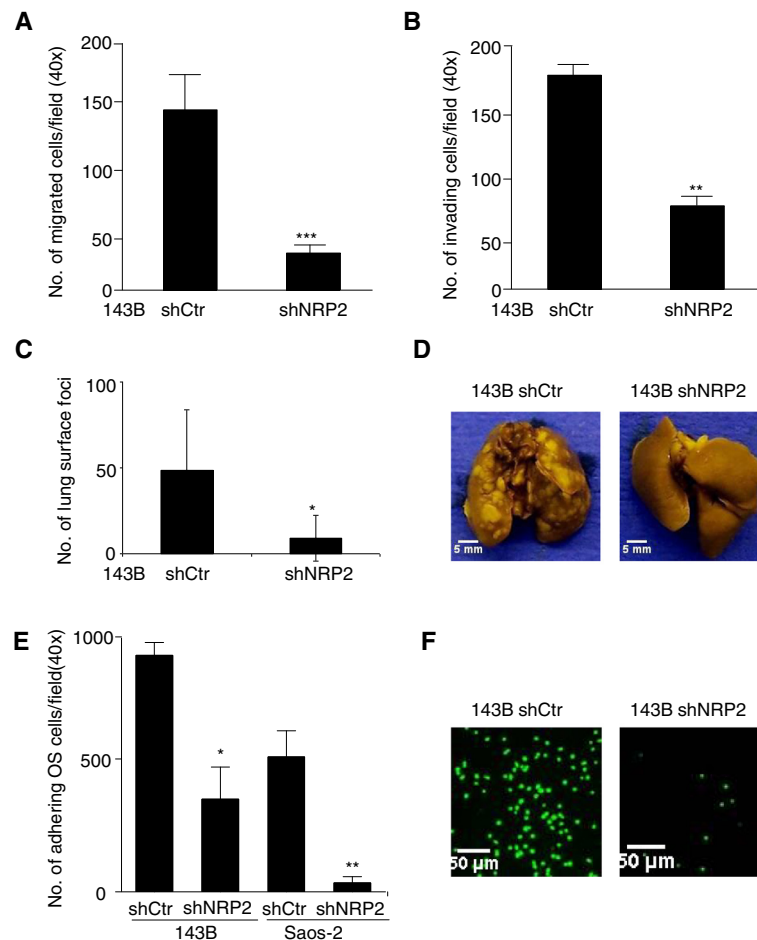 A
No. of migrated cells/field (40x)
200
150
100
50
0
***
143B shCtr shNRP2
B
No. of invading cells/field (40x)
200
150
100
50
0
**
143B shCtr shNRP2
C
No. of lung surface foci
100
50
0
*
143B shCtr shNRP2
D
143B shCtr 143B shNRP2
5 mm 5 mm
E
No. of adhering OS cells/field(40x)
1000
500
0
*
**
shCtr shNRP2 shCtr shNRP2
143B Saos-2
F
143B shCtr 143B shNRP2
50 µm 50 µm